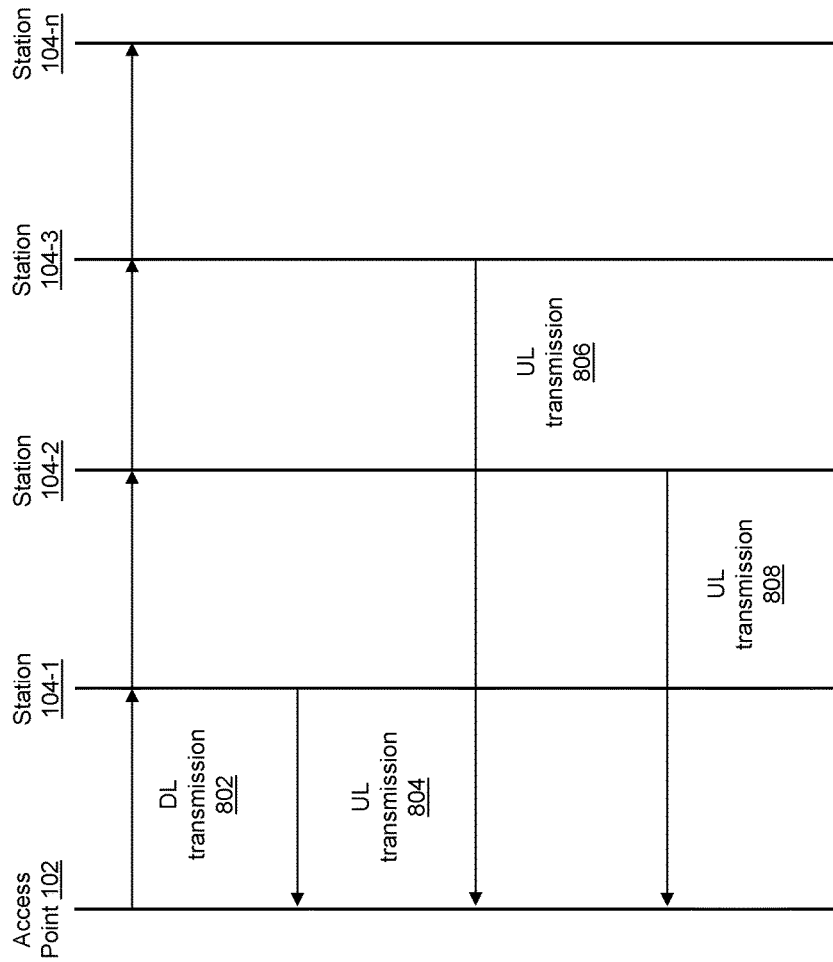 Access
Point 102
Station
104-1
Station
104-2
Station
104-3
Station
104-n
DL
transmission
802
UL
transmission
804
UL
transmission
806
UL
transmission
808